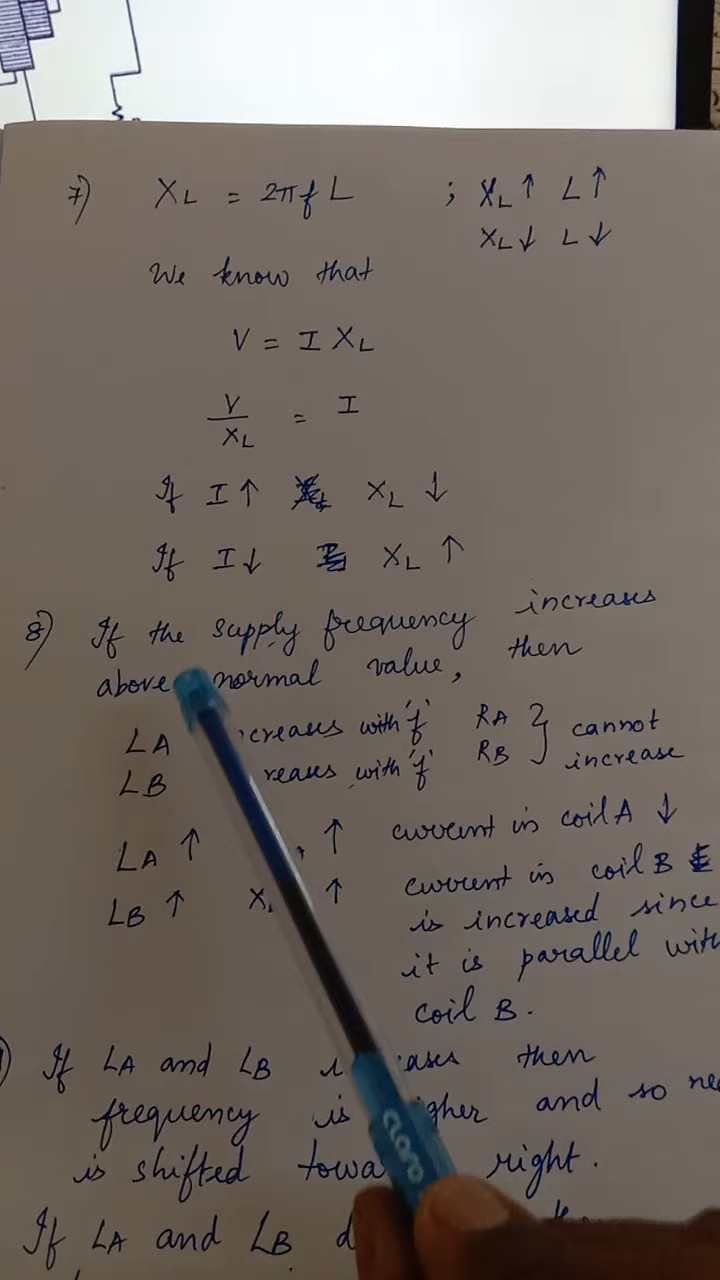 7) XL = 2πf L ; XL↑ L↑
XL↓ L↓
We know that
V = I XL
V/XL = I
If I↑ XL ↓
If I↓ XL ↑
8) If the supply frequency increases
above normal value, then
LA creases with 'f' RA } cannot
LB reases with 'f' RB } increase
LA ↑ ↑ current in coil A ↓
LB ↑ X ↑ current in coil B
is increased since
it is parallel with
coil B.
If LA and LB then
frequency is and so
is shifted right.
If LA and LB
claro